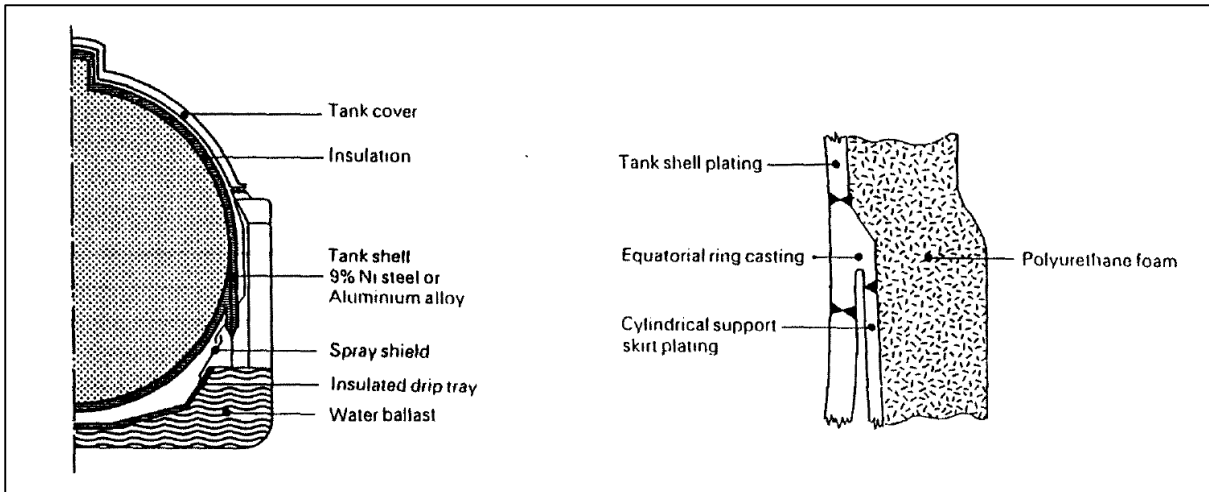 Tank cover
Insulation
Tank shell
9% Ni steel or
Aluminium alloy
Spray shield
Insulated drip tray
Water ballast
Tank shell plating
Equatorial ring casting
Cylindrical support
skirt plating
Polyurethane foam